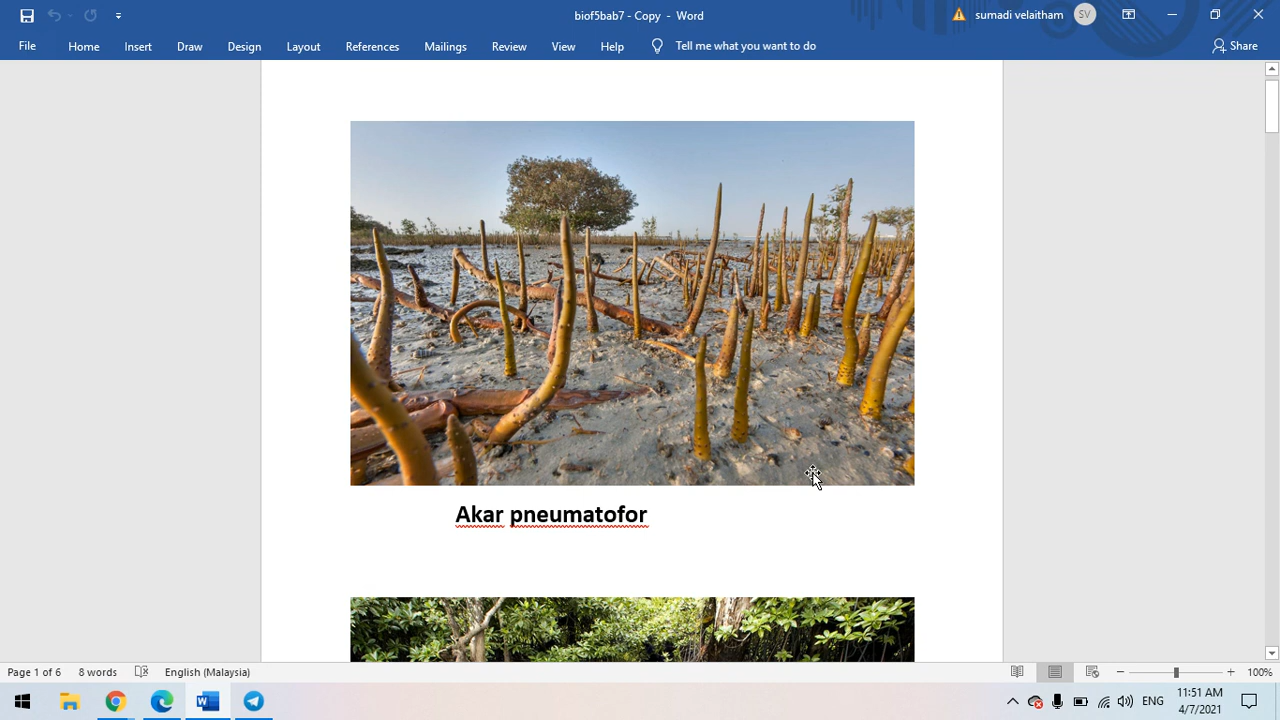 biof5bab7 - Copy - Word
sumadi velaitham
SV
File
Home
Insert
Draw
Design
Layout
References
Mailings
Review
View
Help
Tell me what you want to do
Share
Akar pneumatofor
Page 1 of 6
8 words
English (Malaysia)
100%
ENG
11:51 AM
4/7/2021